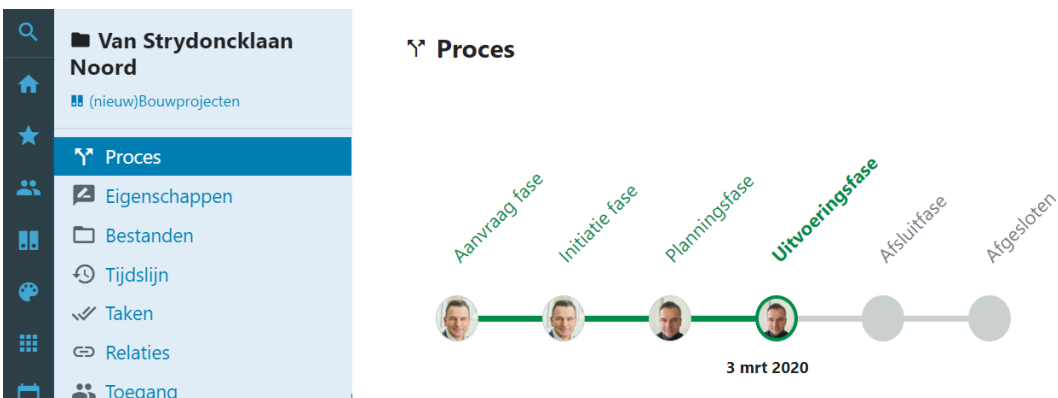 Van Strydoncklaan
Noord
(nieuw)Bouwprojecten
Proces
Eigenschappen
Bestanden
Tijdslijn
Taken
Relaties
Toegang
Proces
Aanvraag fase
Initiatie fase
Planningsfase
Uitvoeringsfase
Afsluitfase
Afgesloten
3 mrt 2020